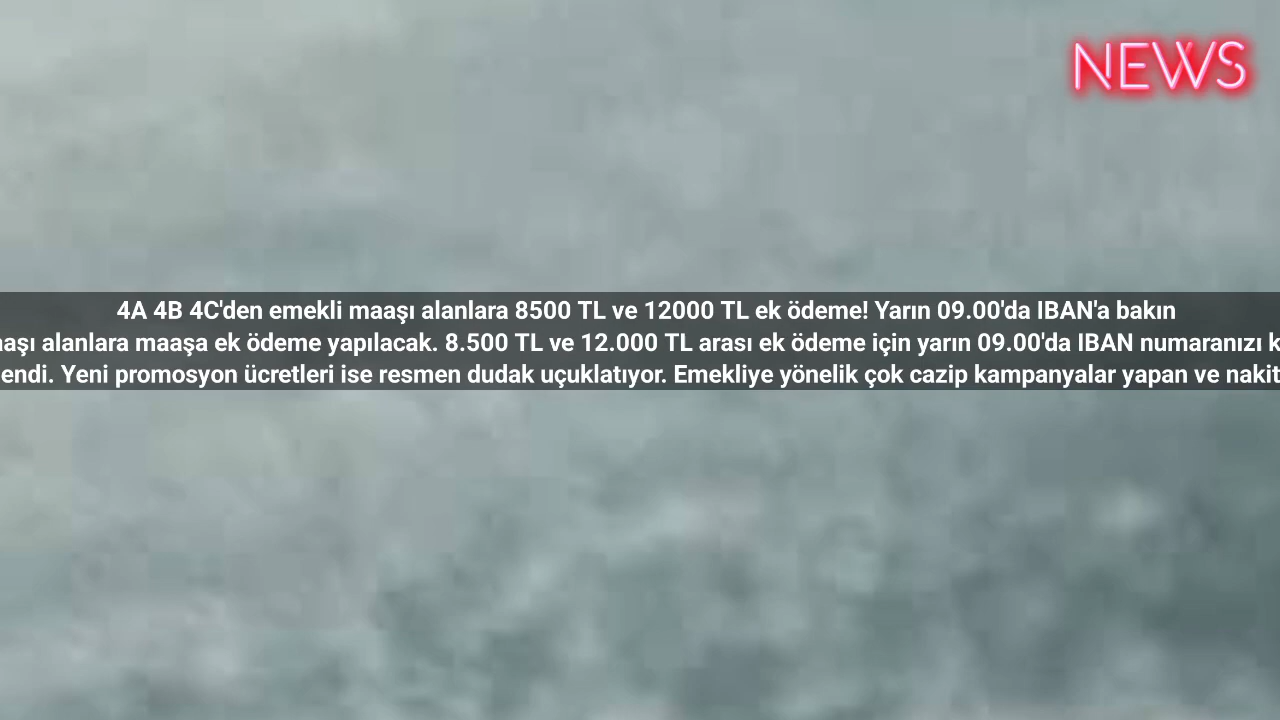 NEWS
4A 4B 4C'den emekli maaşı alanlara 8500 TL ve 12000 TL ek ödeme! Yarın 09.00'da IBAN'a bakın
alanlara maaşa ek ödeme yapılacak. 8.500 TL ve 12.000 TL arası ek ödeme için yarın 09.00'da IBAN numaranızı
Yeni promosyon ücretleri ise resmen dudak uçuklatıyor. Emekliye yönelik çok cazip kampanyalar yapan ve nakit